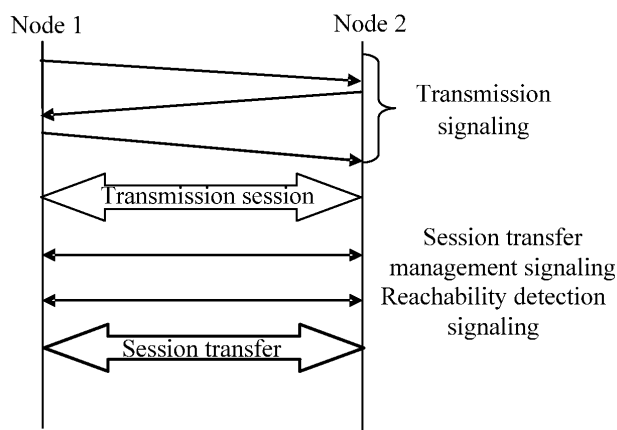 Node 1
Node 2
Transmission
signaling
Transmission session
Session transfer
management signaling
Reachability detection
signaling
Session transfer